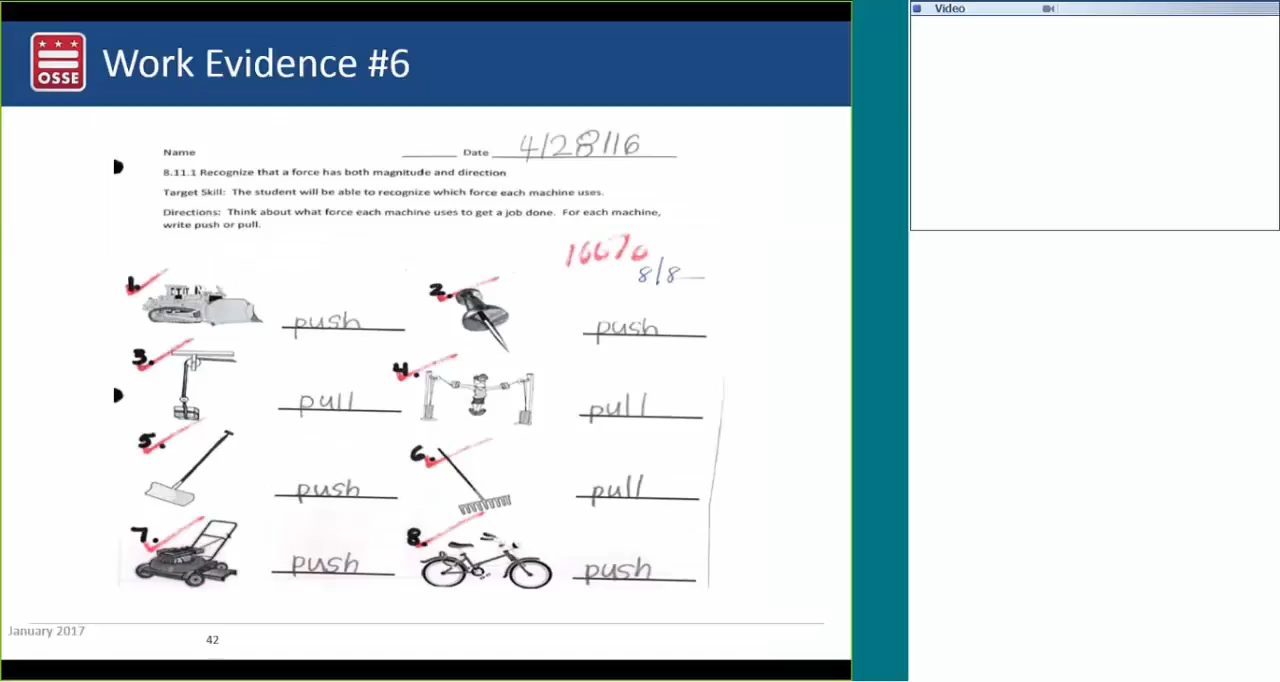 Video
OSSE
Work Evidence #6
Name
Date 4/28/16
8.11.1 Recognize that a force has both magnitude and direction
Target Skill: The student will be able to recognize which force each machine uses.
Directions: Think about what force each machine uses to get a job done. For each machine,
write push or pull.
100%
8/8
1. push
2. push
3. pull
4. pull
5. push
6. pull
7. push
8. push
January 2017
42